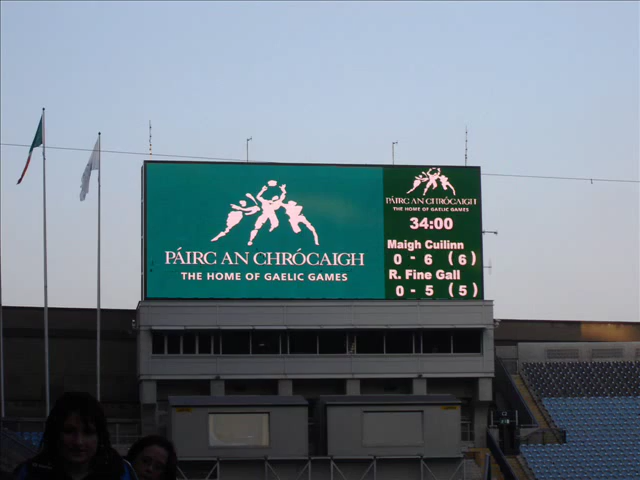 PÁIRC AN CHRÓCAIGH
THE HOME OF GAELIC GAMES
PÁIRC AN CHRÓCAIGH
THE HOME OF GAELIC GAMES
34:00
Maigh Cuilinn
0 - 6 (6)
R. Fine Gall
0 - 5 (5)